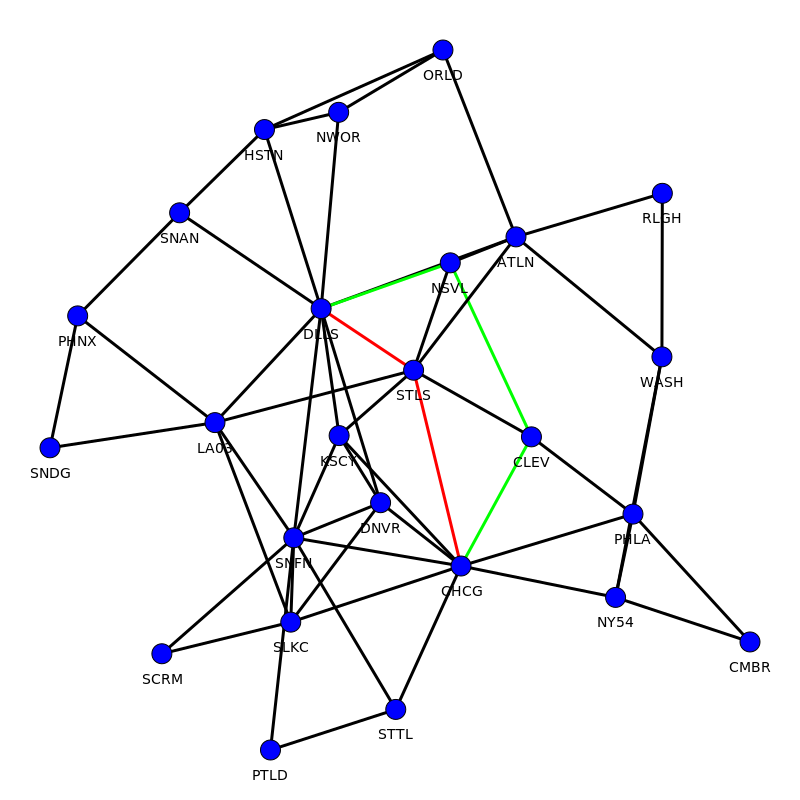 ORLD
NWOR
HSTN
RLGH
SNAN
ATLN
NSVL
DLLS
PHNX
WASH
STLS
LA03
KSCY
CLEV
SNDG
DNVR
PHLA
SNFN
CHCG
NY54
SLKC
CMBR
SCRM
STTL
PTLD